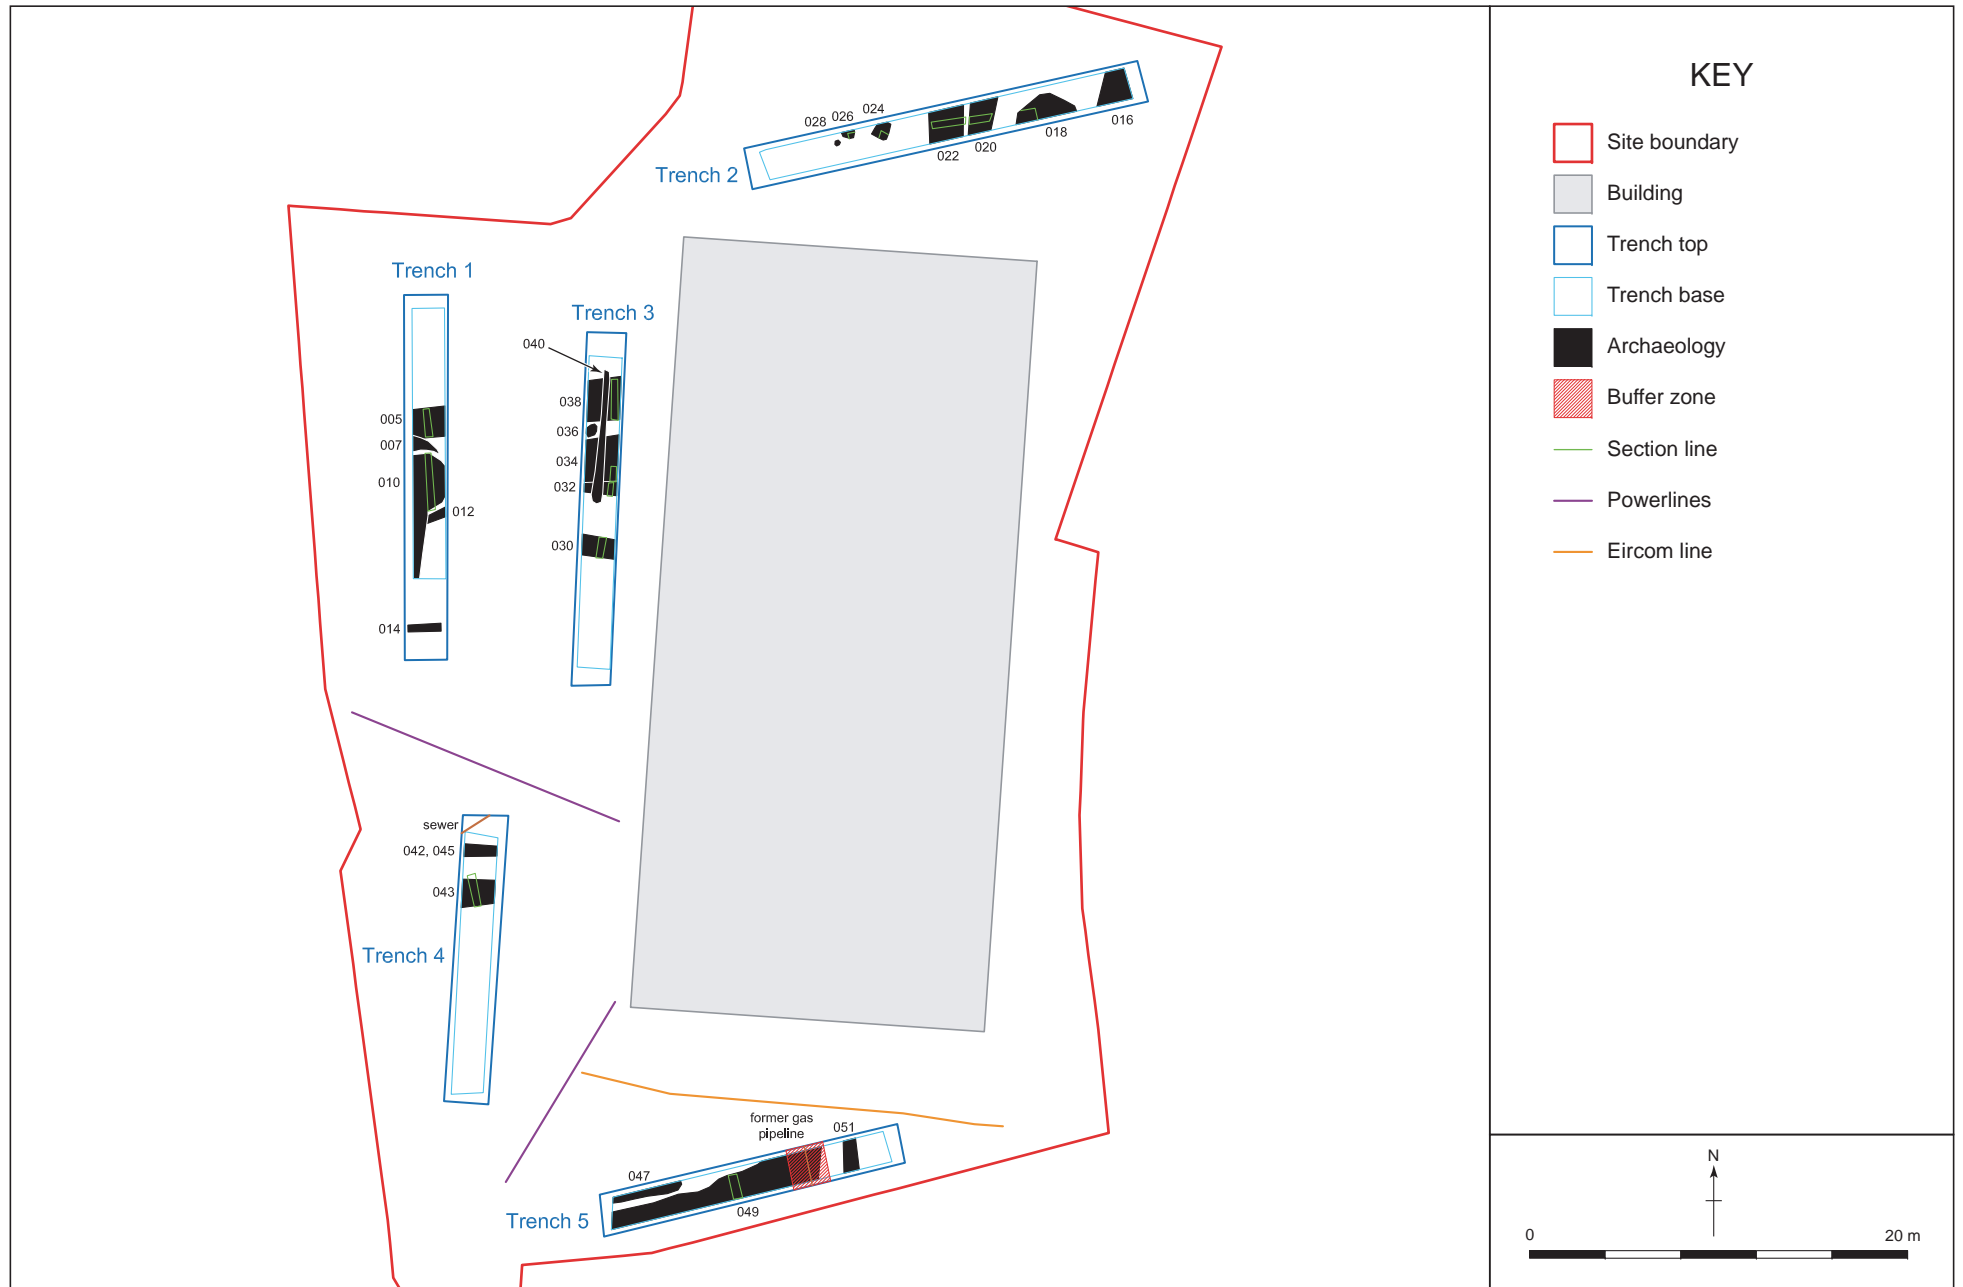 Trench 2
028
026
024
022
020
018
016
Trench 1
005
007
010
012
014
Trench 3
040
038
036
034
032
030
sewer
042, 045
043
Trench 4
former gas
pipeline
051
047
049
Trench 5
KEY
Site boundary
Building
Trench top
Trench base
Archaeology
Buffer zone
Section line
Powerlines
Eircom line
N
0
20 m